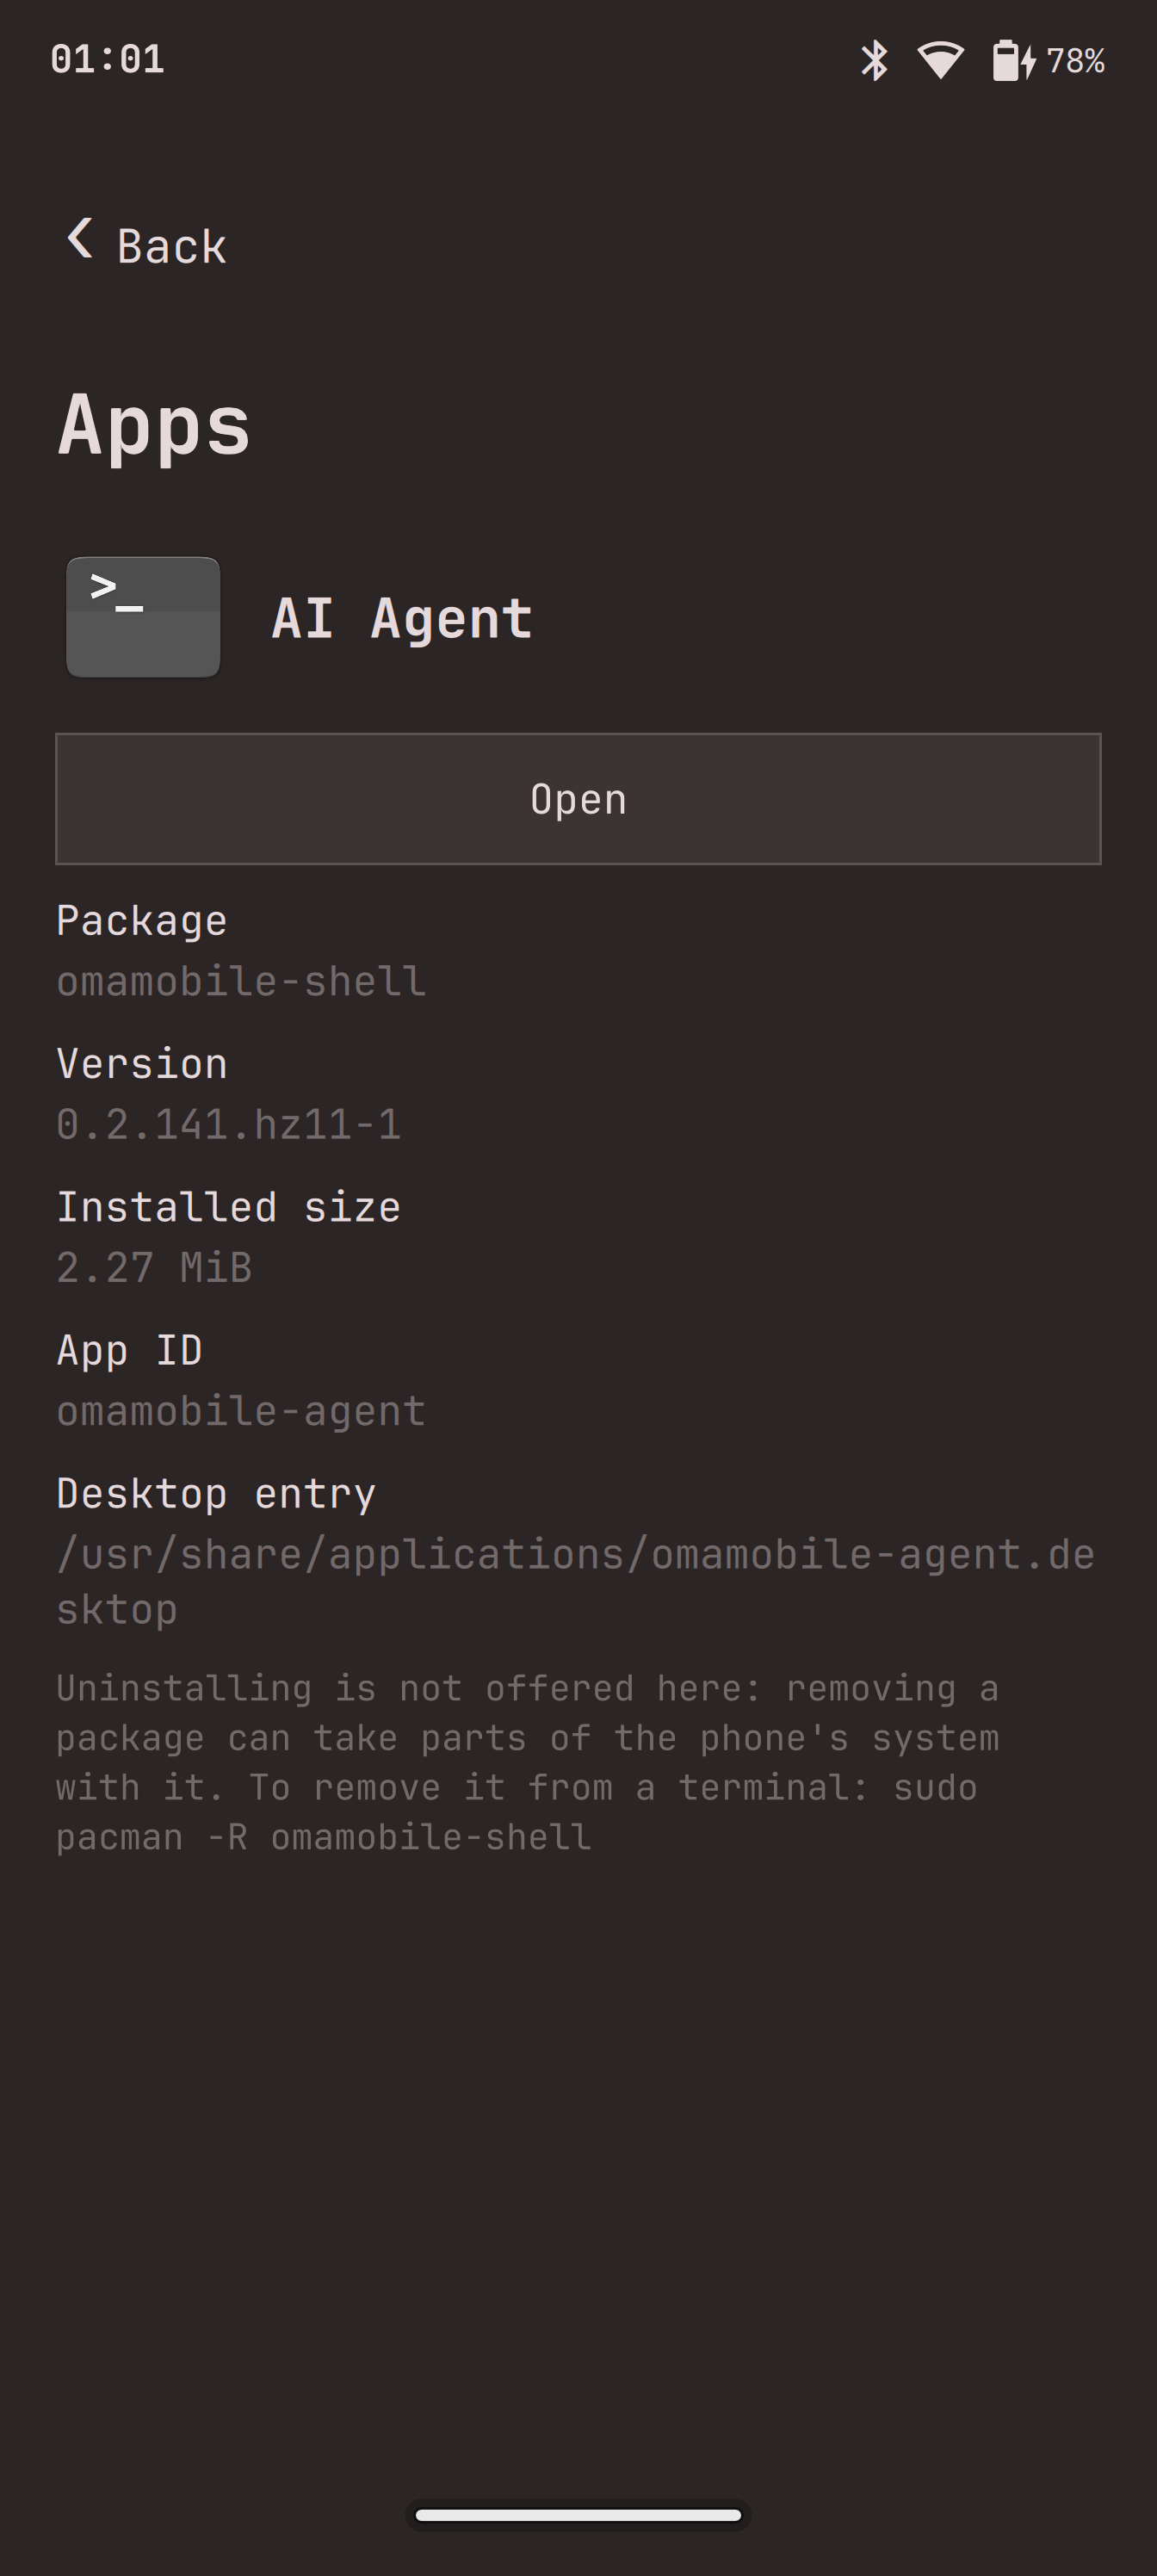 01:01
78%
Back
Apps
>_
AI Agent
Open
Package
omamobile-shell
Version
0.2.141.hz11-1
Installed size
2.27 MiB
App ID
omamobile-agent
Desktop entry
/usr/share/applications/omamobile-agent.de
sktop
Uninstalling is not offered here: removing a
package can take parts of the phone's system
with it. To remove it from a terminal: sudo
pacman -R omamobile-shell